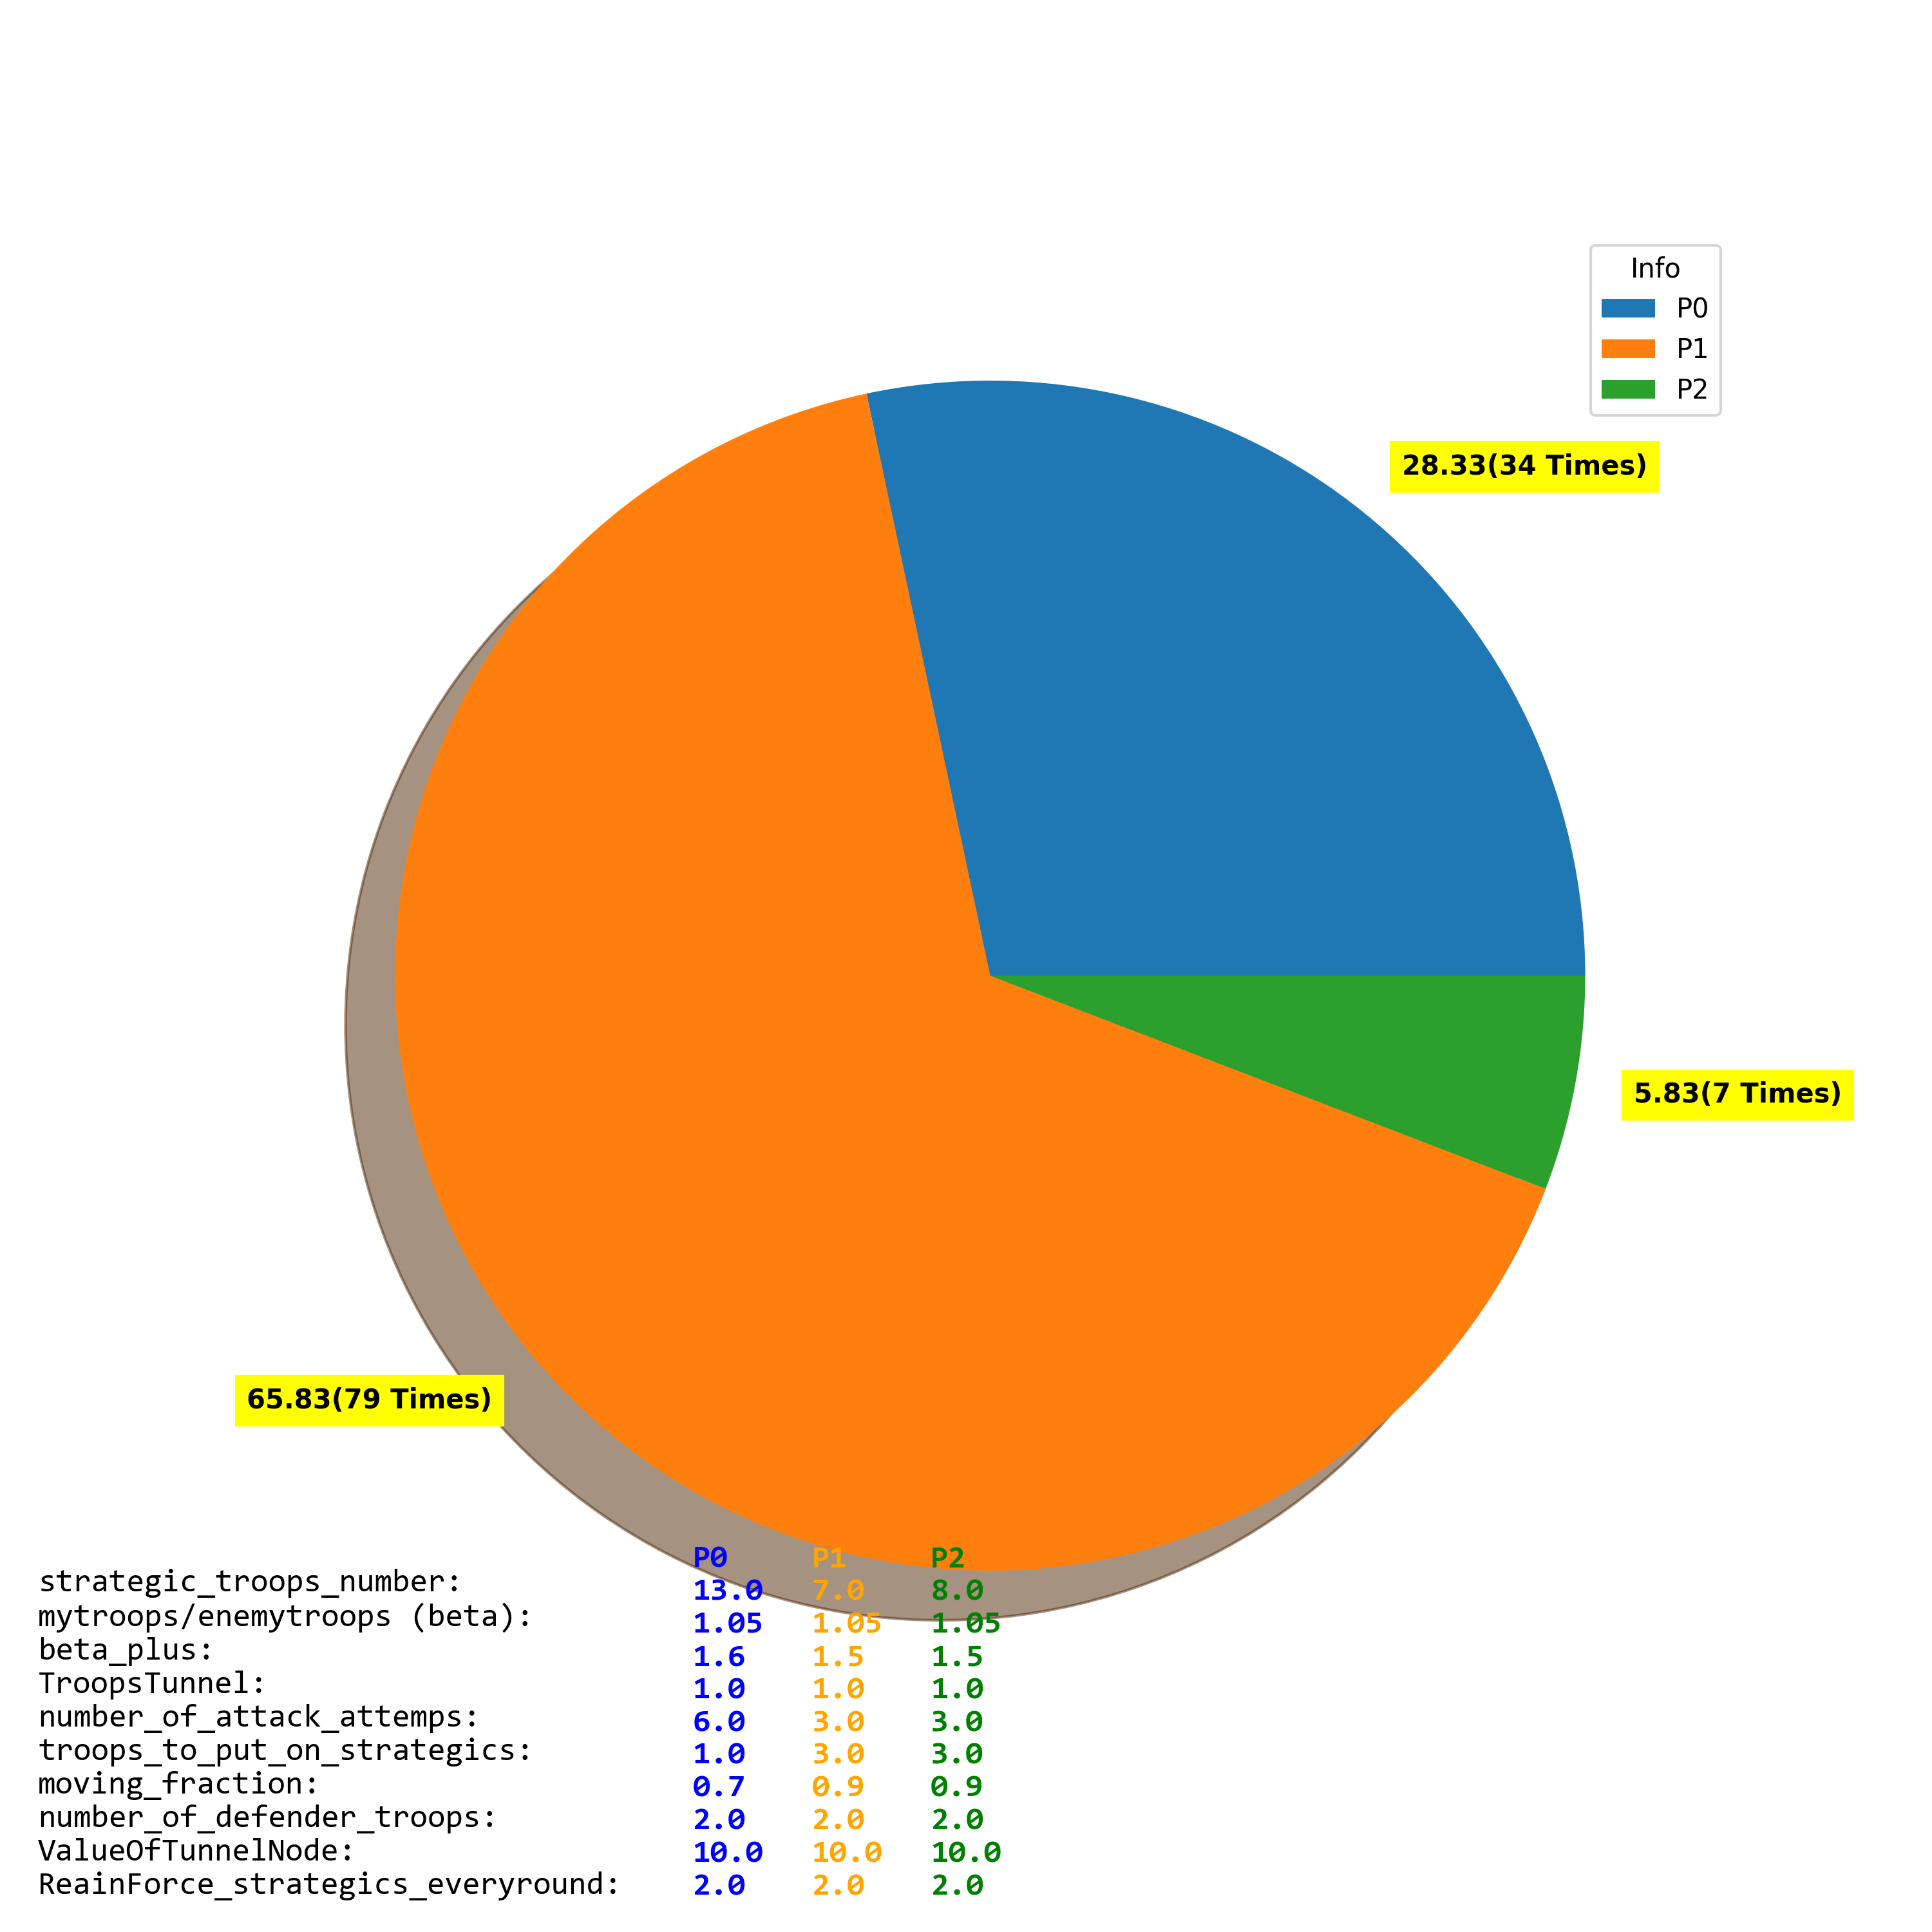 Info
P0
P1
P2
28.33(34 Times)
5.83(7 Times)
65.83(79 Times)
P0 P1 P2
strategic_troops_number: 13.0 7.0 8.0
mytroops/enemytroops (beta): 1.05 1.05 1.05
beta_plus: 1.6 1.5 1.5
TroopsTunnel: 1.0 1.0 1.0
number_of_attack_attemps: 6.0 3.0 3.0
troops_to_put_on_strategics: 1.0 3.0 3.0
moving_fraction: 0.7 0.9 0.9
number_of_defender_troops: 2.0 2.0 2.0
ValueOfTunnelNode: 10.0 10.0 10.0
ReainForce_strategics_everyround: 2.0 2.0 2.0